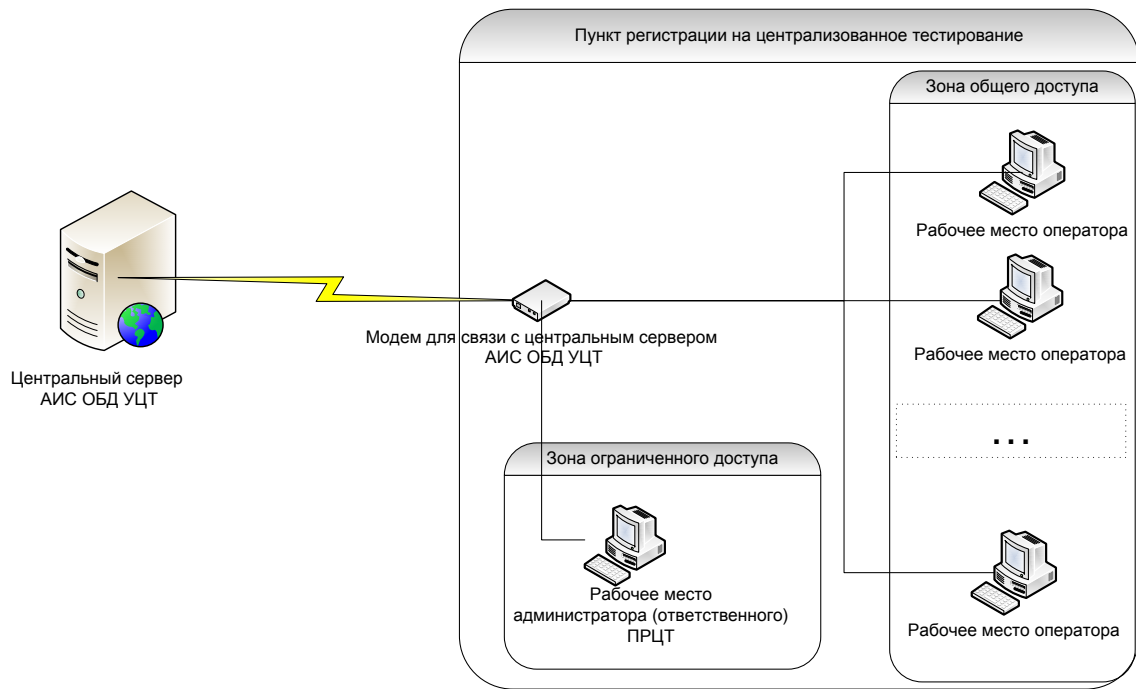 Пункт регистрации на централизованное тестирование
Зона общего доступа
Рабочее место оператора
Рабочее место оператора
...
Рабочее место оператора
Модем для связи с центральным сервером
АИС ОБД УЦТ
Центральный сервер
АИС ОБД УЦТ
Зона ограниченного доступа
Рабочее место
администратора (ответственного)
ПРЦТ